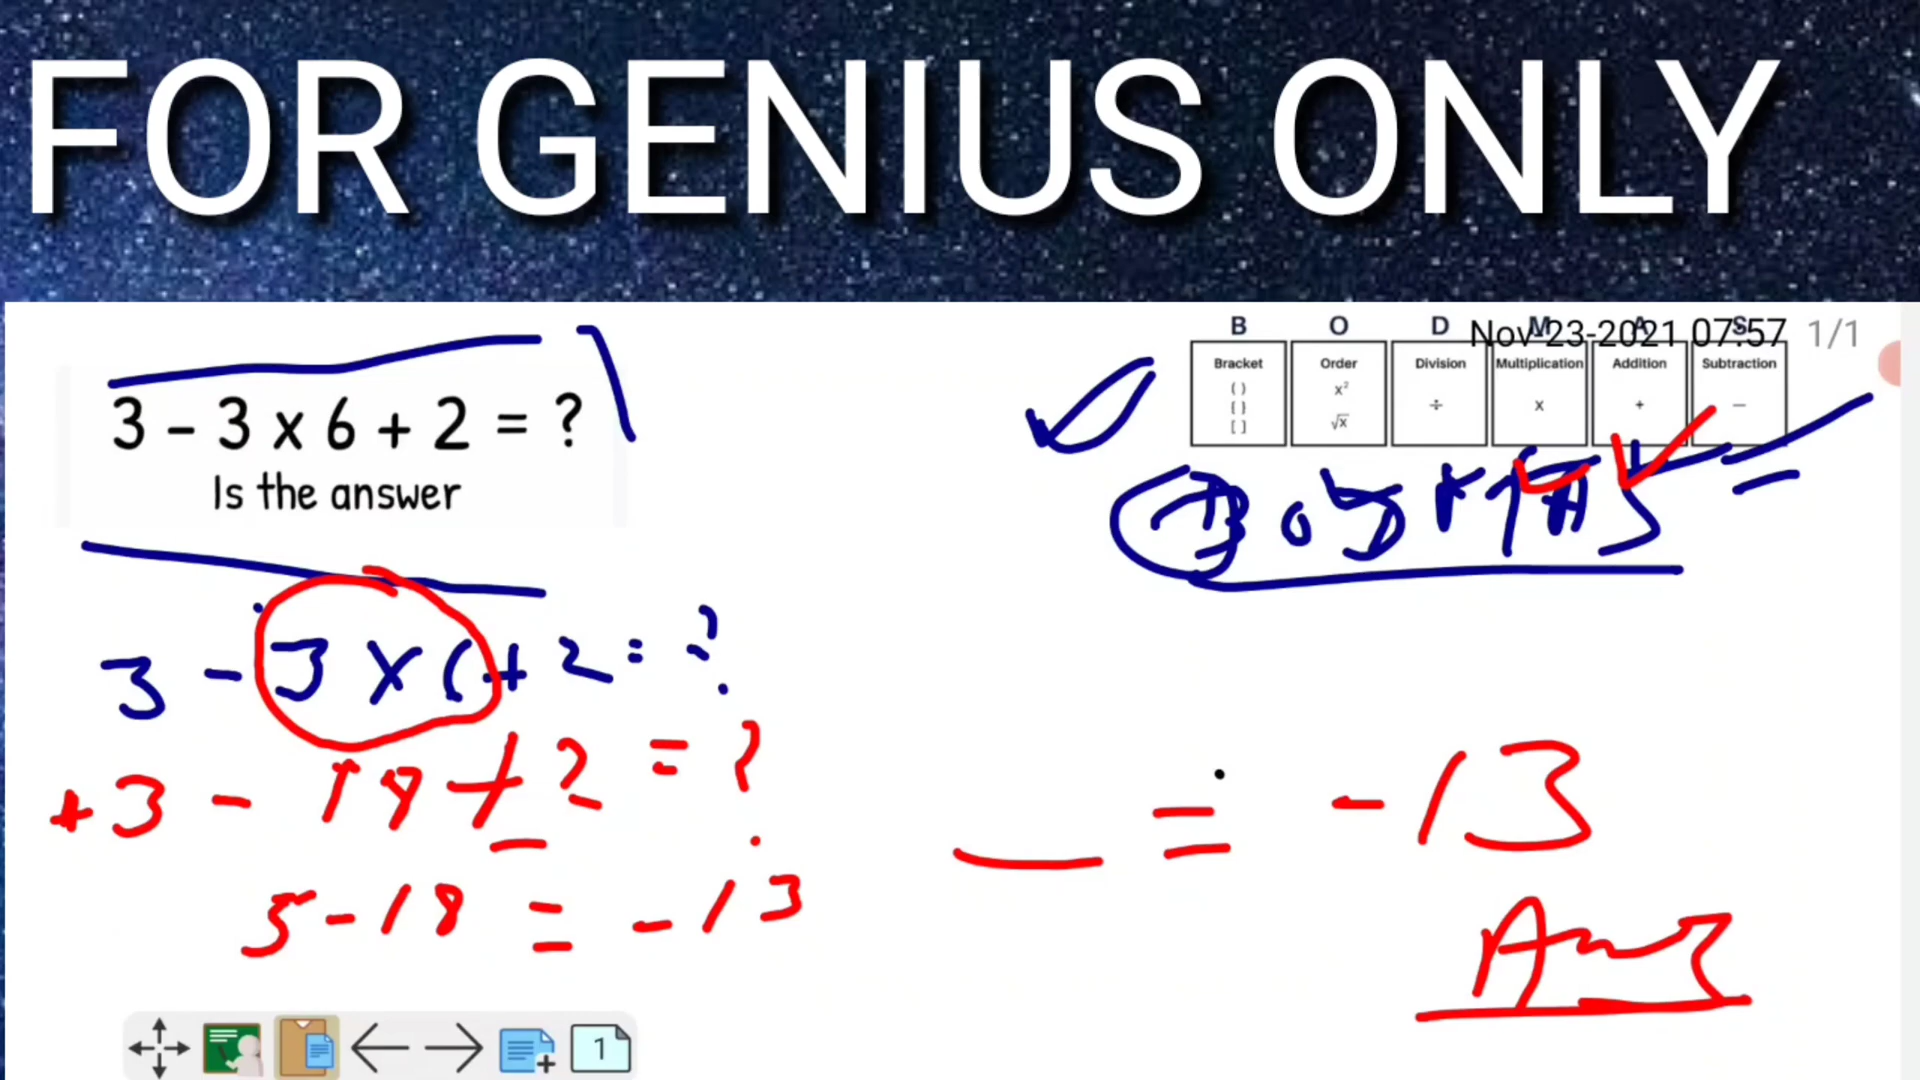 FOR GENIUS ONLY
B O D M A S
Nov-23-2021 07:57 1/1
Bracket Order Division Multiplication Addition Subtraction
( ) x² ÷ x + −
{ }
[ ] √x
3 - 3 x 6 + 2 = ?
Is the answer
3 - 3 x 6 + 2 = ?
+3 - 18 + 2 = ?
5 - 18 = -13
= -13
Ans
1